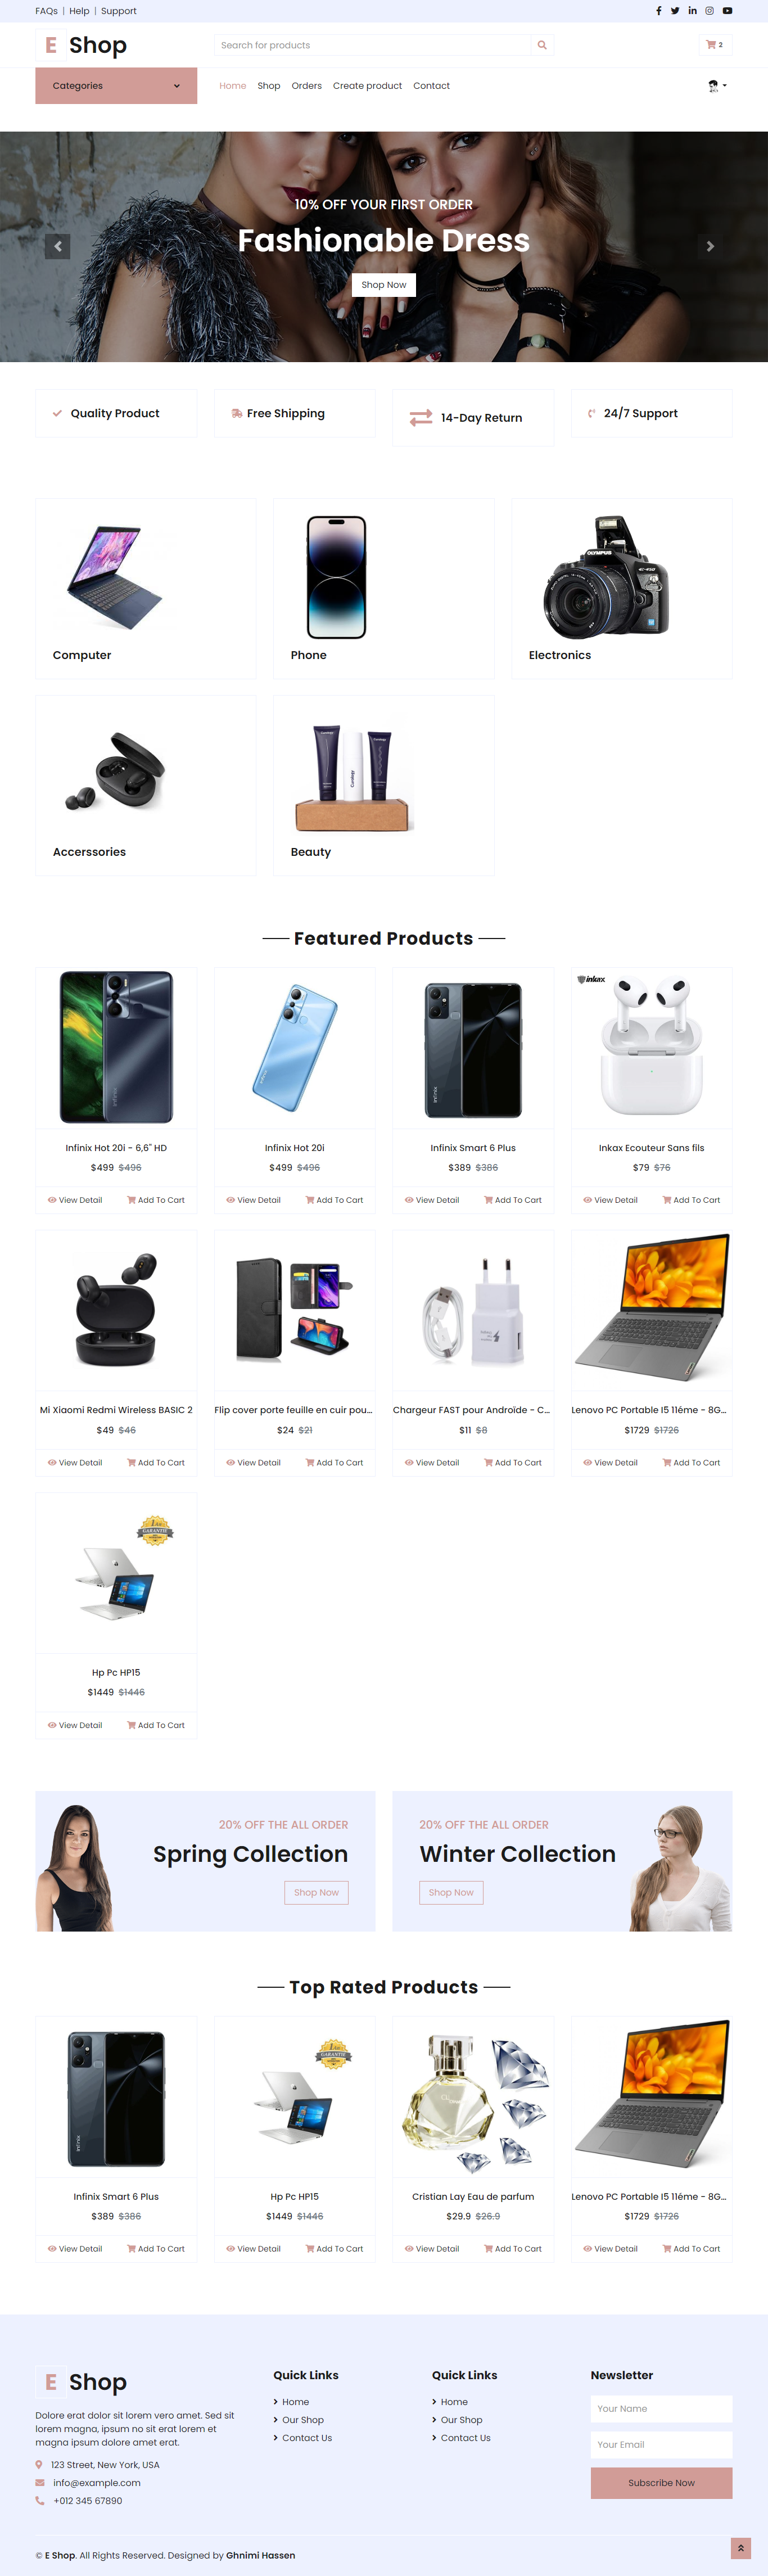 FAQs | Help | Support
E Shop
Search for products
2
Categories
Home Shop Orders Create product Contact
10% OFF YOUR FIRST ORDER
Fashionable Dress
Shop Now
Quality Product
Free Shipping
14-Day Return
24/7 Support
OLYMPUS
Computer
Phone
Electronics
Accerssories
Beauty
Featured Products
inkax
Infinix Hot 20i - 6,6" HD
$499 $496
View Detail Add To Cart
Infinix Hot 20i
$499 $496
View Detail Add To Cart
Infinix Smart 6 Plus
$389 $386
View Detail Add To Cart
Inkax Ecouteur Sans fils
$79 $76
View Detail Add To Cart
Mi Xiaomi Redmi Wireless BASIC 2
$49 $46
View Detail Add To Cart
Flip cover porte feuille en cuir pou...
$24 $21
View Detail Add To Cart
Chargeur FAST pour Androïde - C...
$11 $8
View Detail Add To Cart
Lenovo PC Portable I5 11éme - 8G...
$1729 $1726
View Detail Add To Cart
GARANTIE
Hp Pc HP15
$1449 $1446
View Detail Add To Cart
20% OFF THE ALL ORDER
Spring Collection
Shop Now
20% OFF THE ALL ORDER
Winter Collection
Shop Now
Top Rated Products
GARANTIE
Infinix Smart 6 Plus
$389 $386
View Detail Add To Cart
Hp Pc HP15
$1449 $1446
View Detail Add To Cart
Cristian Lay Eau de parfum
$29.9 $26.9
View Detail Add To Cart
Lenovo PC Portable I5 11éme - 8G...
$1729 $1726
View Detail Add To Cart
E Shop
Dolore erat dolor sit lorem vero amet. Sed sit
lorem magna, ipsum no sit erat lorem et
magna ipsum dolore amet erat.
123 Street, New York, USA
info@example.com
+012 345 67890
Quick Links
Home
Our Shop
Contact Us
Quick Links
Home
Our Shop
Contact Us
Newsletter
Your Name
Your Email
Subscribe Now
© E Shop. All Rights Reserved. Designed by Ghnimi Hassen